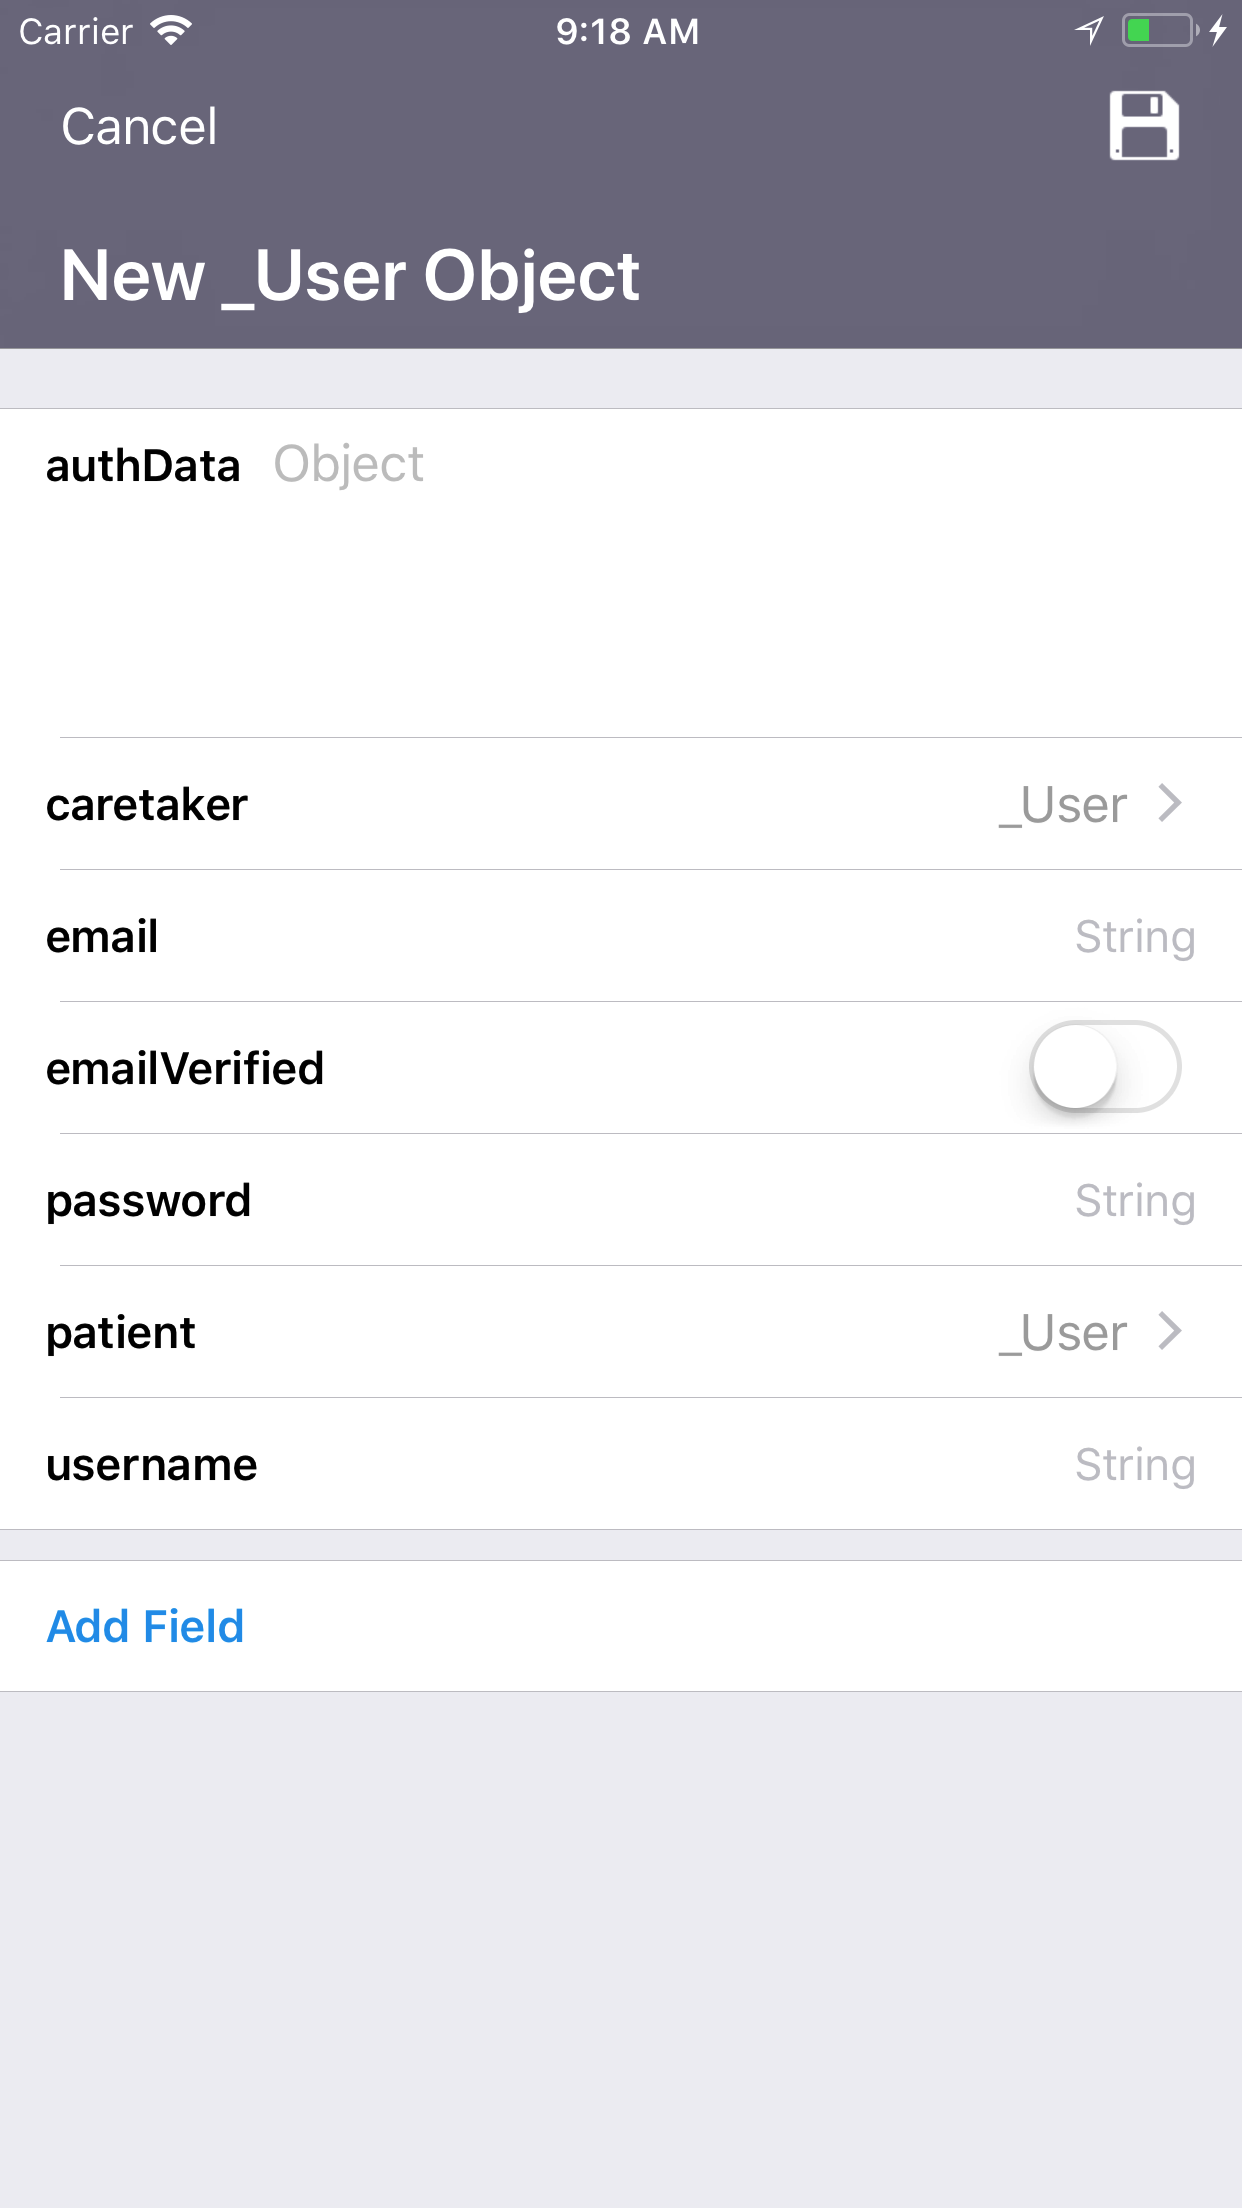 Carrier 9:18 AM
Cancel
New _User Object
authData Object
caretaker _User
email String
emailVerified
password String
patient _User
username String
Add Field